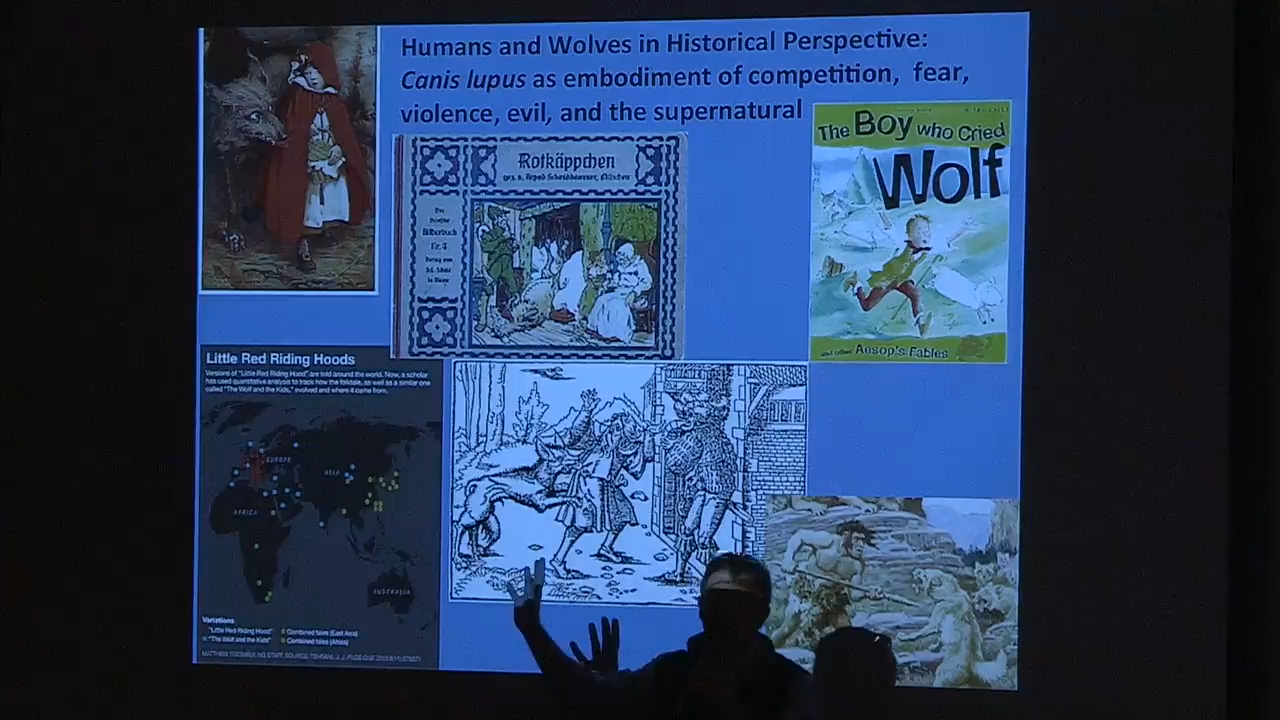 Humans and Wolves in Historical Perspective:
Canis lupus as embodiment of competition, fear,
violence, evil, and the supernatural
Rotkäppchen
The Boy who Cried
Wolf
and other Aesop's Fables
Little Red Riding Hoods
Versions of "Little Red Riding Hood" are told around the world. Now, a scholar
has used quantitative analysis to track how the folktale, as well as a similar one
called "The Wolf and the Kids," evolved and where it came from.
EUROPE
ASIA
AFRICA
AUSTRALIA
Variations
"Little Red Riding Hood"
"The Wolf and the Kids"
Combined tales (East Asia)
Combined tales (Africa)